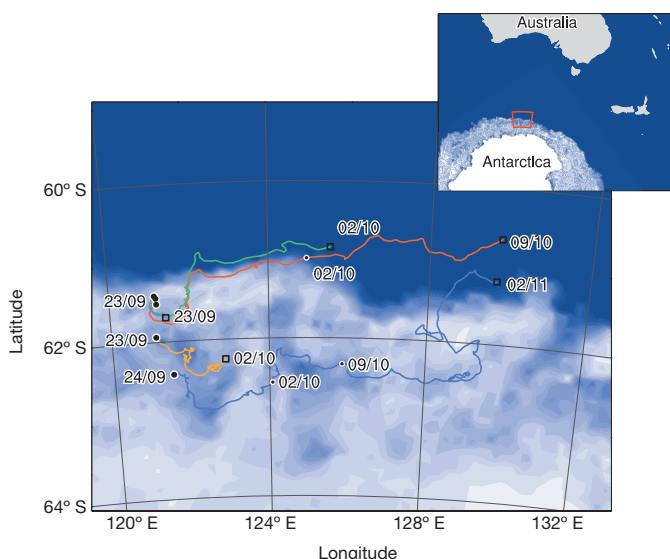 Australia
Antarctica
60° S
62° S
64° S
Latitude
02/10
09/10
02/10
02/11
23/09
23/09
23/09
02/10
09/10
24/09
02/10
120° E
124° E
128° E
132° E
Longitude